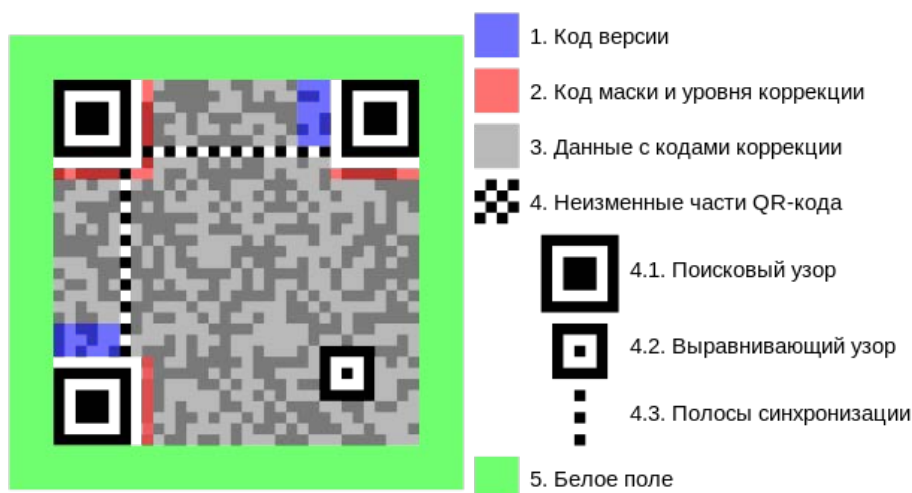 1. Код версии
2. Код маски и уровня коррекции
3. Данные с кодами коррекции
4. Неизменные части QR-кода
4.1. Поисковый узор
4.2. Выравнивающий узор
4.3. Полосы синхронизации
5. Белое поле